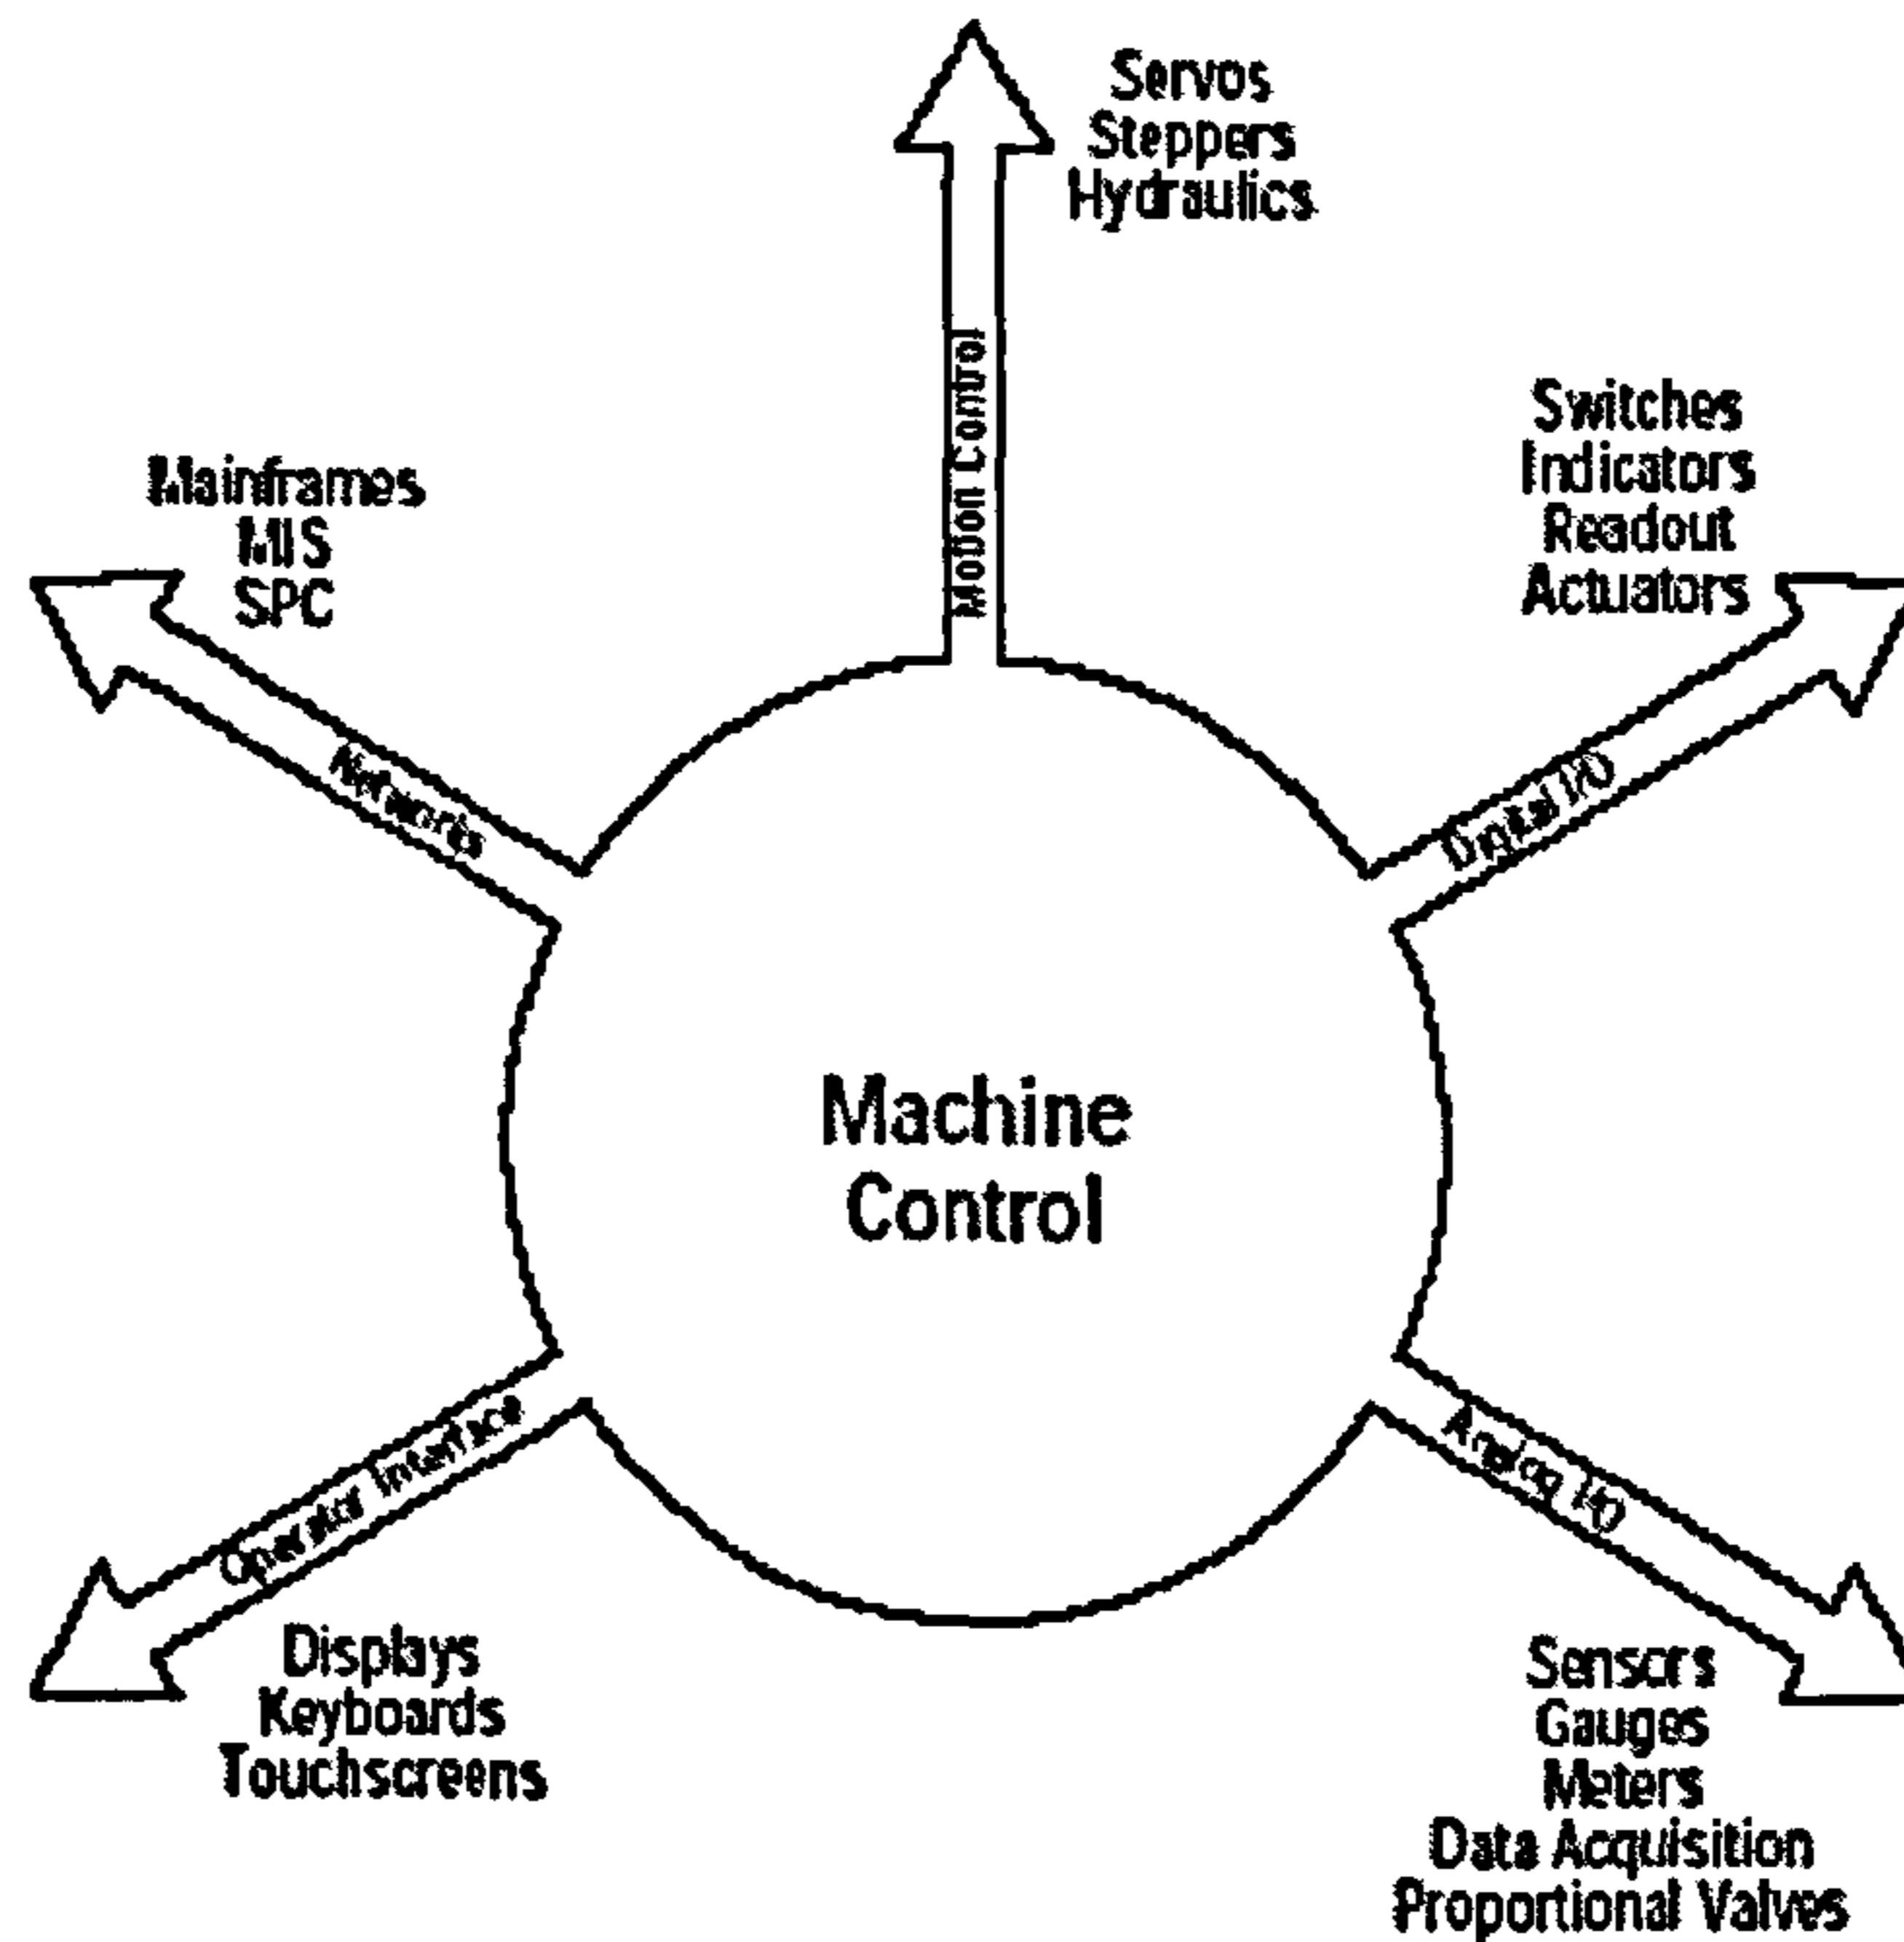 Servos
Steppers
Hydraulics
Motion Control
Switches
Indicators
Readout
Actuators
Digital I/O
Mainframes
MIS
SPC
Machine
Control
Operator Interface
Displays
Keyboards
Touchscreens
Analog I/O
Sensors
Gauges
Meters
Data Acquisition
Proportional Valves